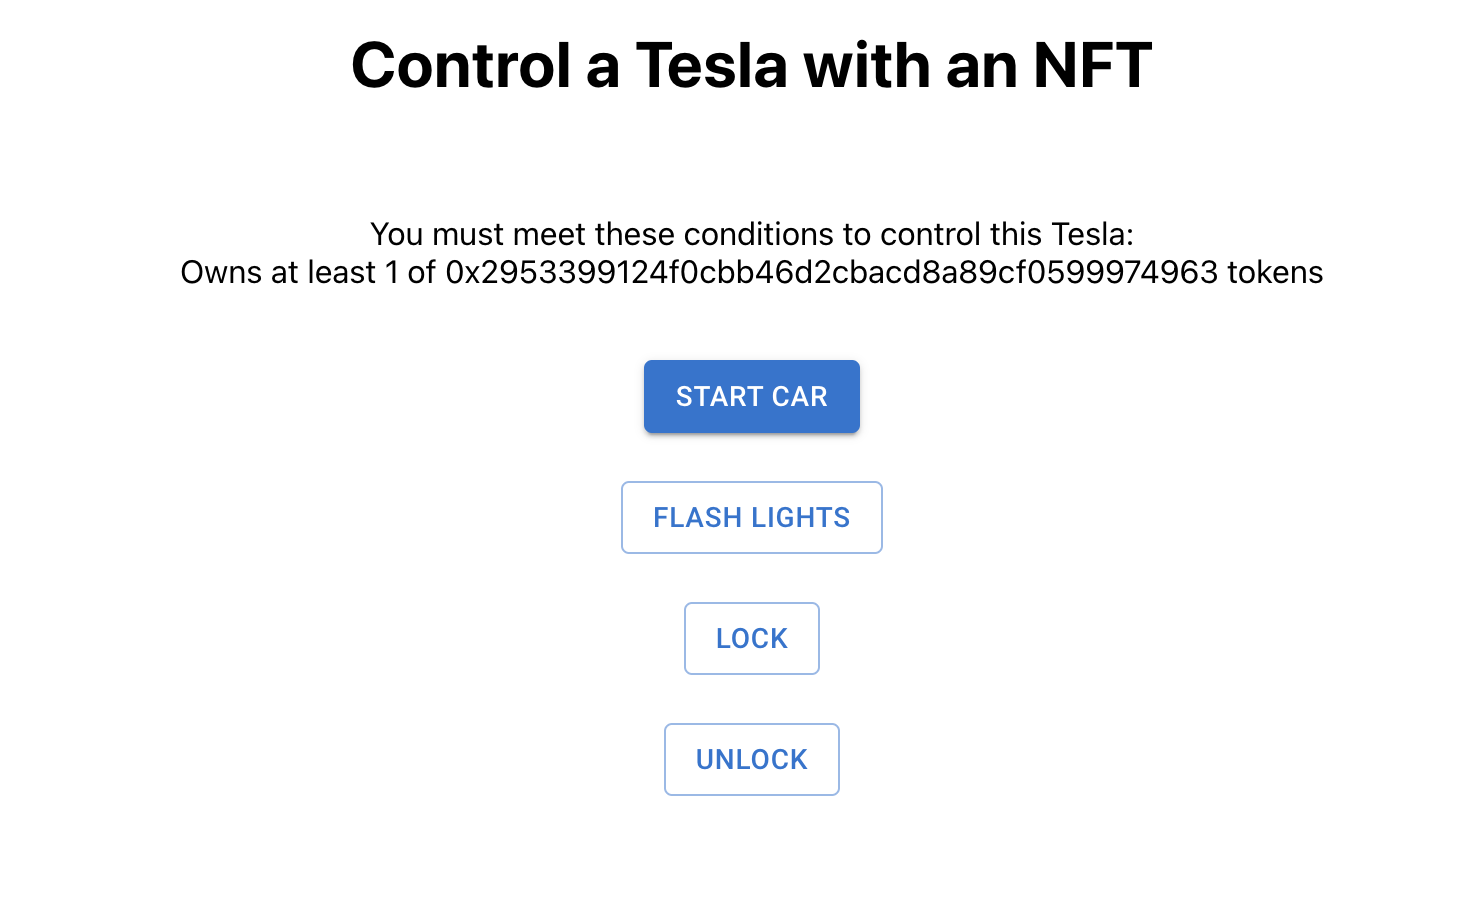 Control a Tesla with an NFT
You must meet these conditions to control this Tesla:
Owns at least 1 of 0x2953399124f0cbb46d2cbacd8a89cf0599974963 tokens
START CAR
FLASH LIGHTS
LOCK
UNLOCK